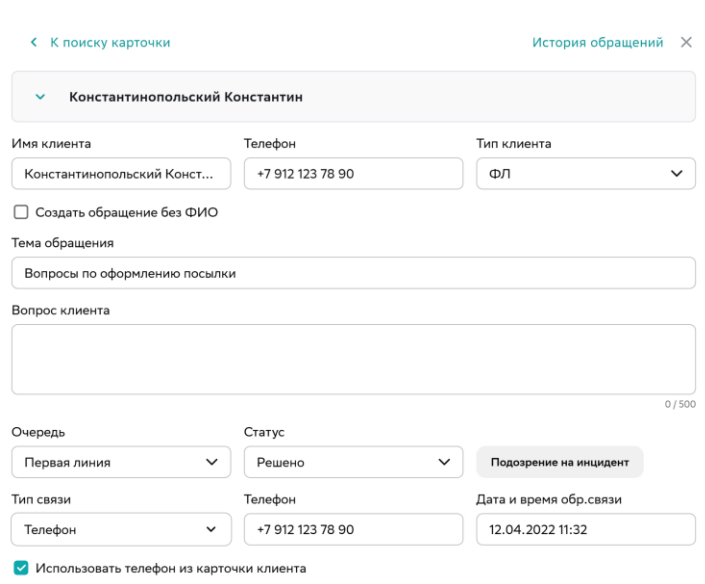 К поиску карточки
История обращений
Константинопольский Константин
Имя клиента
Телефон
Тип клиента
Константинопольский Конст...
+7 912 123 78 90
ФЛ
Создать обращение без ФИО
Тема обращения
Вопросы по оформлению посылки
Вопрос клиента
0 / 500
Очередь
Статус
Первая линия
Решено
Подозрение на инцидент
Тип связи
Телефон
Дата и время обр.связи
Телефон
+7 912 123 78 90
12.04.2022 11:32
Использовать телефон из карточки клиента